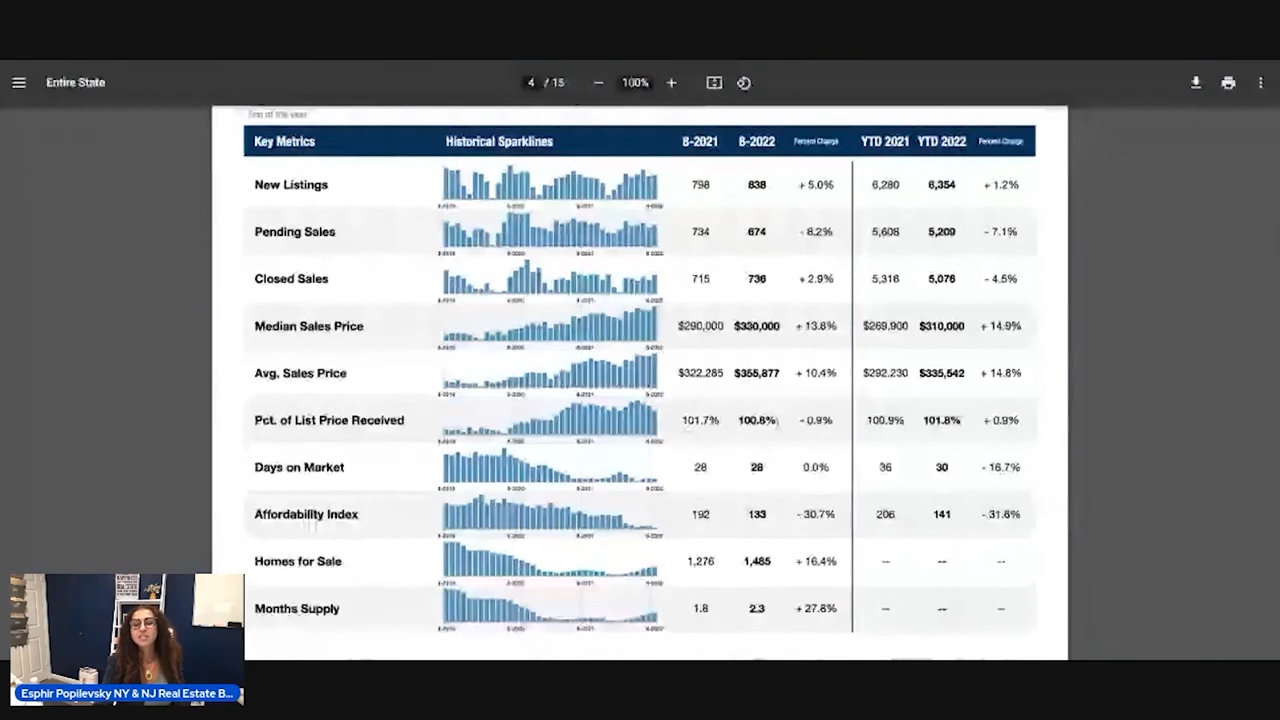 Entire State
4 / 15
100%
Key Metrics Historical Sparklines 8-2021 8-2022 Percent Change YTD 2021 YTD 2022 Percent Change
New Listings 798 838 + 5.0% 6,280 6,354 + 1.2%
Pending Sales 734 674 - 8.2% 5,608 5,209 - 7.1%
Closed Sales 715 736 + 2.9% 5,316 5,076 - 4.5%
Median Sales Price $290,000 $330,000 + 13.8% $269,900 $310,000 + 14.9%
Avg. Sales Price $322,285 $355,877 + 10.4% $292,230 $335,542 + 14.8%
Pct. of List Price Received 101.7% 100.8% - 0.9% 100.9% 101.8% + 0.9%
Days on Market 28 28 0.0% 36 30 - 16.7%
Affordability Index 192 133 - 30.7% 206 141 - 31.6%
Homes for Sale 1,276 1,485 + 16.4% -- -- --
Months Supply 1.8 2.3 + 27.8% -- -- --
Esphir Popilevsky NY & NJ Real Estate B...